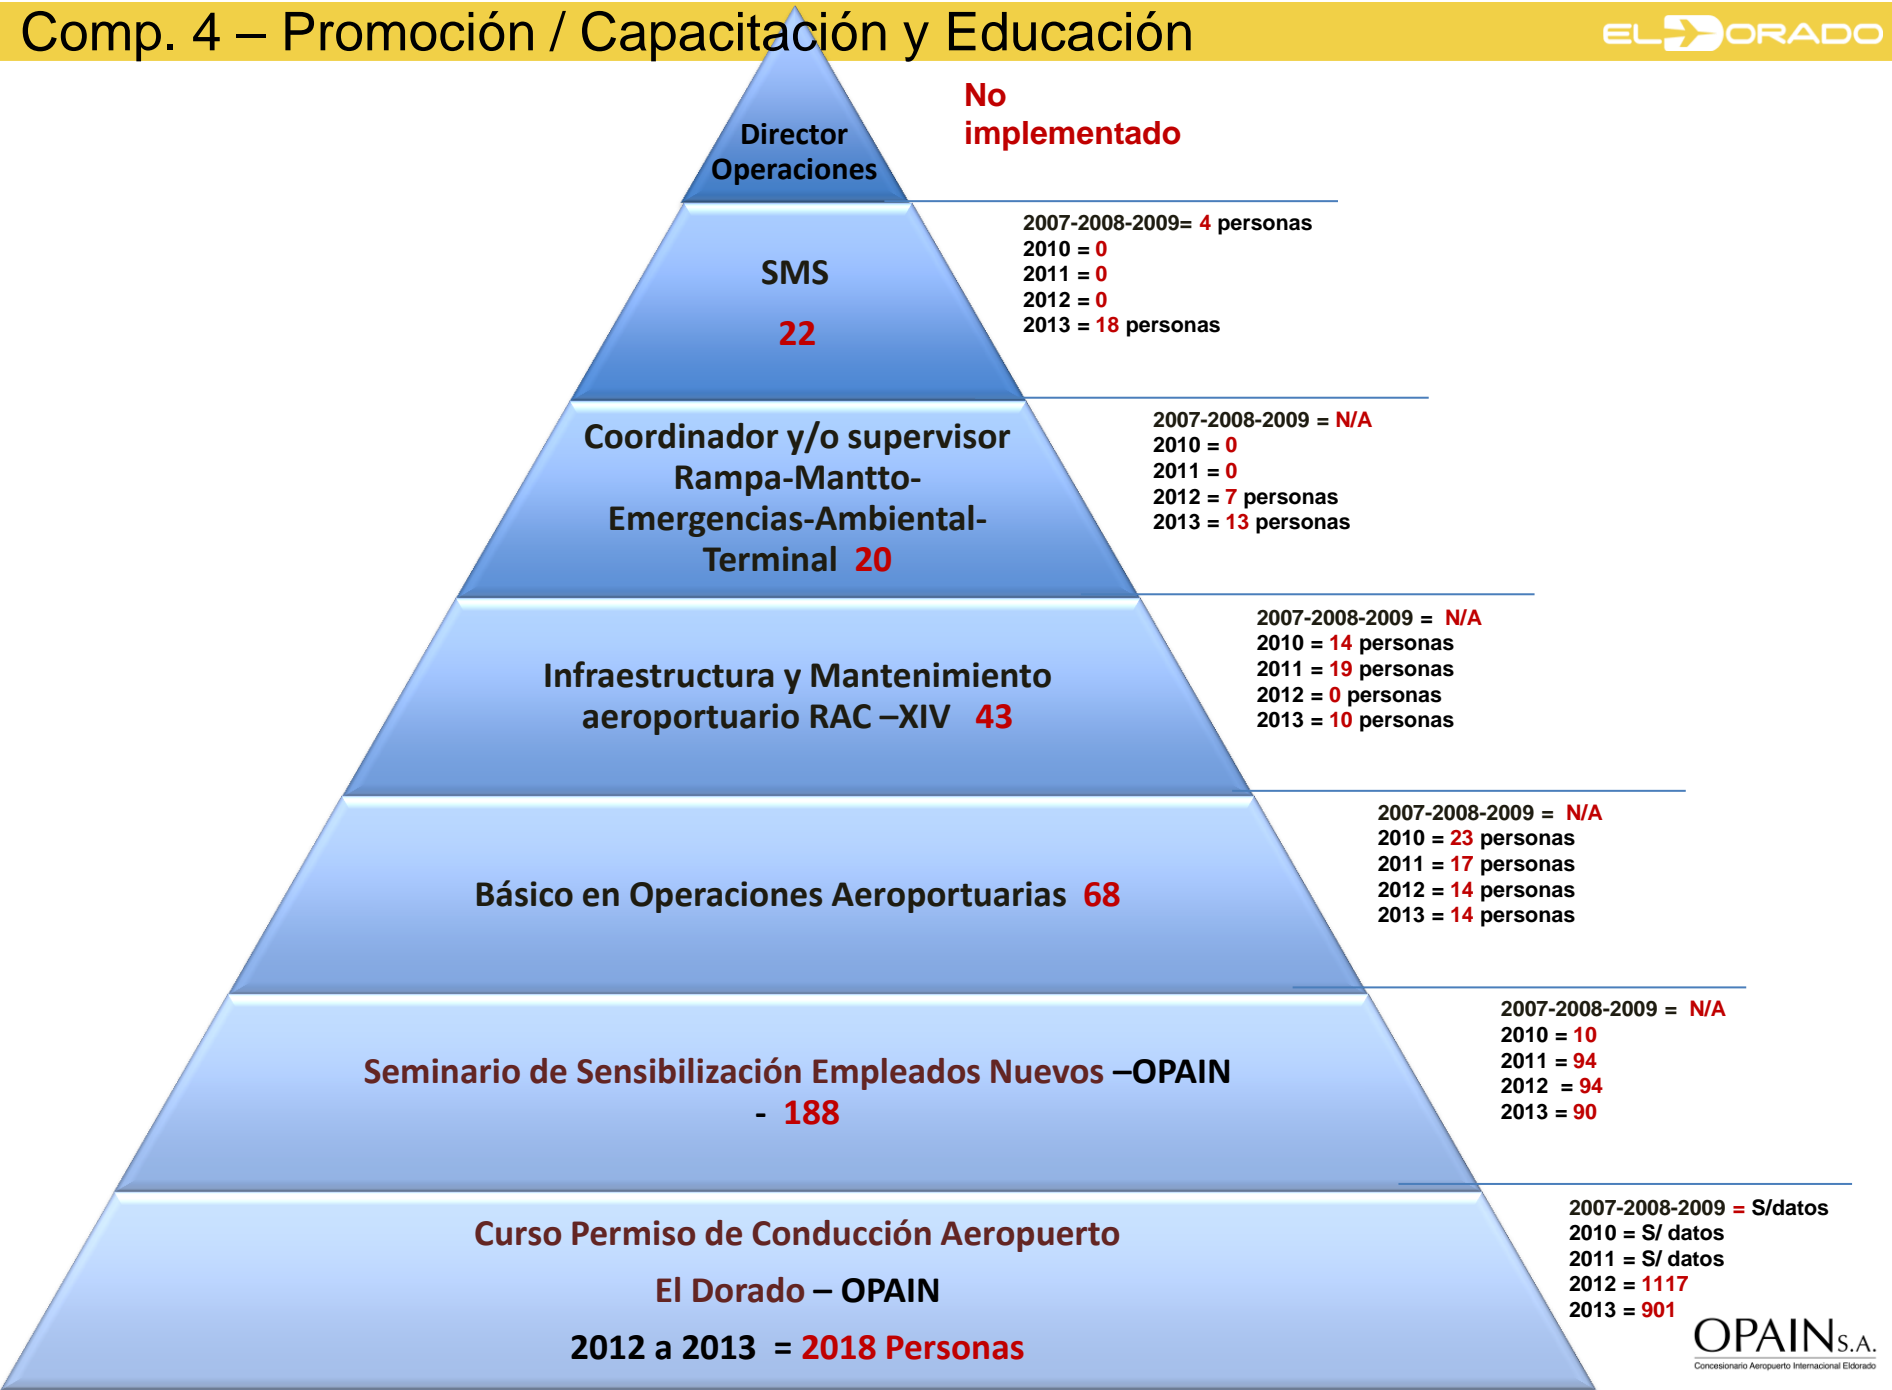 Comp. 4 – Promoción / Capacitación y Educación
EL DORADO
No
implementado
Director
Operaciones
2007-2008-2009= 4 personas
2010 = 0
2011 = 0
2012 = 0
2013 = 18 personas
SMS
22
2007-2008-2009 = N/A
2010 = 0
2011 = 0
2012 = 7 personas
2013 = 13 personas
Coordinador y/o supervisor
Rampa-Mantto-
Emergencias-Ambiental-
Terminal 20
2007-2008-2009 = N/A
2010 = 14 personas
2011 = 19 personas
2012 = 0 personas
2013 = 10 personas
Infraestructura y Mantenimiento
aeroportuario RAC –XIV 43
2007-2008-2009 = N/A
2010 = 23 personas
2011 = 17 personas
2012 = 14 personas
2013 = 14 personas
Básico en Operaciones Aeroportuarias 68
2007-2008-2009 = N/A
2010 = 10
2011 = 94
2012 = 94
2013 = 90
Seminario de Sensibilización Empleados Nuevos –OPAIN
- 188
2007-2008-2009 = S/datos
2010 = S/ datos
2011 = S/ datos
2012 = 1117
2013 = 901
Curso Permiso de Conducción Aeropuerto
El Dorado – OPAIN
2012 a 2013 = 2018 Personas
OPAIN S.A.
Concesionario Aeropuerto Internacional Eldorado